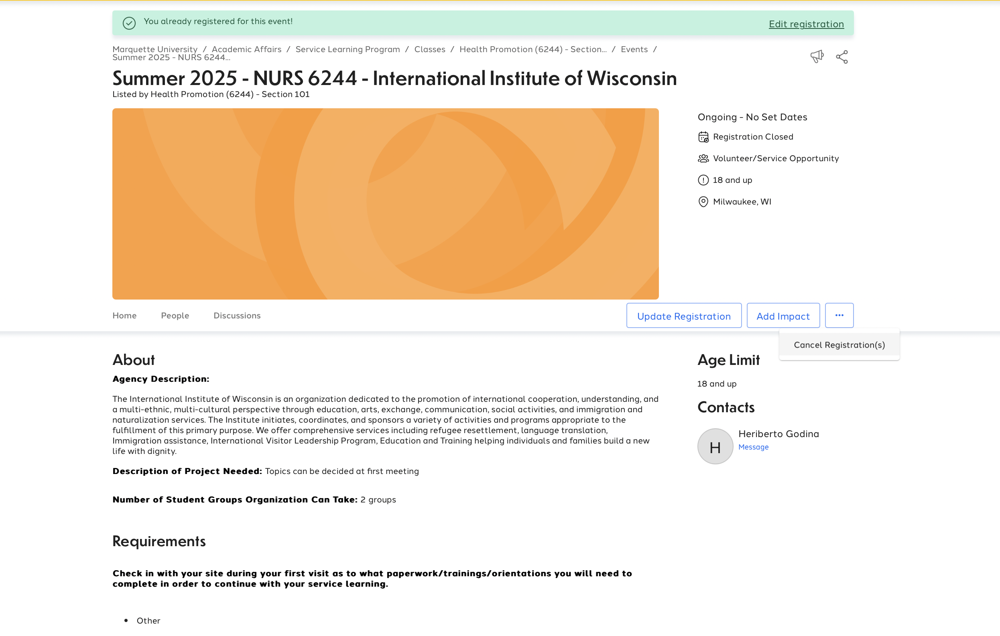 You already registered for this event!
Edit registration
Marquette University / Academic Affairs / Service Learning Program / Classes / Health Promotion (6244) - Section... / Events /
Summer 2025 - NURS 6244...
Summer 2025 - NURS 6244 - International Institute of Wisconsin
Listed by Health Promotion (6244) - Section 101
Ongoing - No Set Dates
Registration Closed
Volunteer/Service Opportunity
18 and up
Milwaukee, WI
Home People Discussions
Update Registration Add Impact ...
Cancel Registration(s)
About
Agency Description:
The International Institute of Wisconsin is an organization dedicated to the promotion of international cooperation, understanding, and
a multi-ethnic, multi-cultural perspective through education, arts, exchange, communication, social activities, and immigration and
naturalization services. The Institute initiates, coordinates, and sponsors a variety of activities and programs appropriate to the
fulfillment of this primary purpose. We offer comprehensive services including refugee resettlement, language translation,
Immigration assistance, International Visitor Leadership Program, Education and Training helping individuals and families build a new
life with dignity.
Description of Project Needed: Topics can be decided at first meeting
Number of Student Groups Organization Can Take: 2 groups
Requirements
Check in with your site during your first visit as to what paperwork/trainings/orientations you will need to
complete in order to continue with your service learning.
• Other
Age Limit
18 and up
Contacts
H
Heriberto Godina
Message